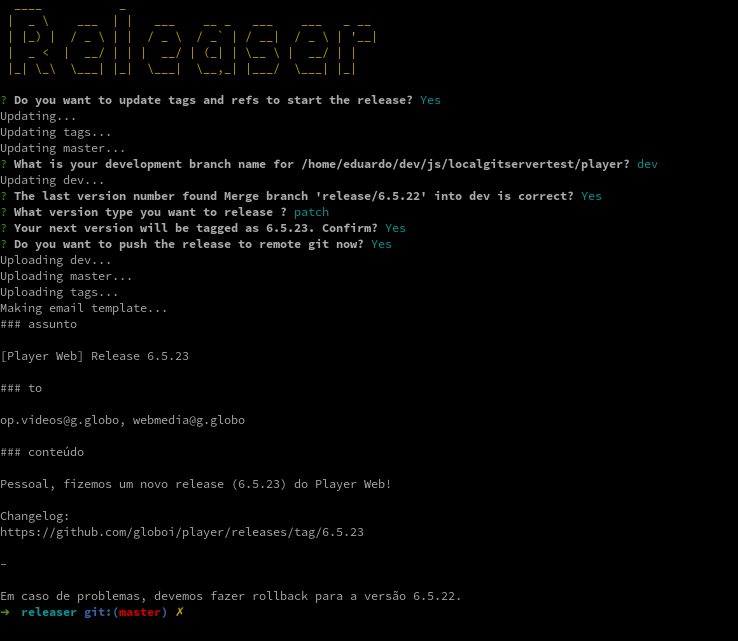 Releaser
? Do you want to update tags and refs to start the release? Yes
Updating...
Updating tags...
Updating master...
? What is your development branch name for /home/eduardo/dev/js/localgitservertest/player? dev
Updating dev...
? The last version number found Merge branch 'release/6.5.22' into dev is correct? Yes
? What version type you want to release ? patch
? Your next version will be tagged as 6.5.23. Confirm? Yes
? Do you want to push the release to remote git now? Yes
Uploading dev...
Uploading master...
Uploading tags...
Making email template...
### assunto
[Player Web] Release 6.5.23
### to
op.videos@g.globo, webmedia@g.globo
### conteúdo
Pessoal, fizemos um novo release (6.5.23) do Player Web!
Changelog:
https://github.com/globoi/player/releases/tag/6.5.23
–
Em caso de problemas, devemos fazer rollback para a versão 6.5.22.
➜ releaser git:(master) ✗